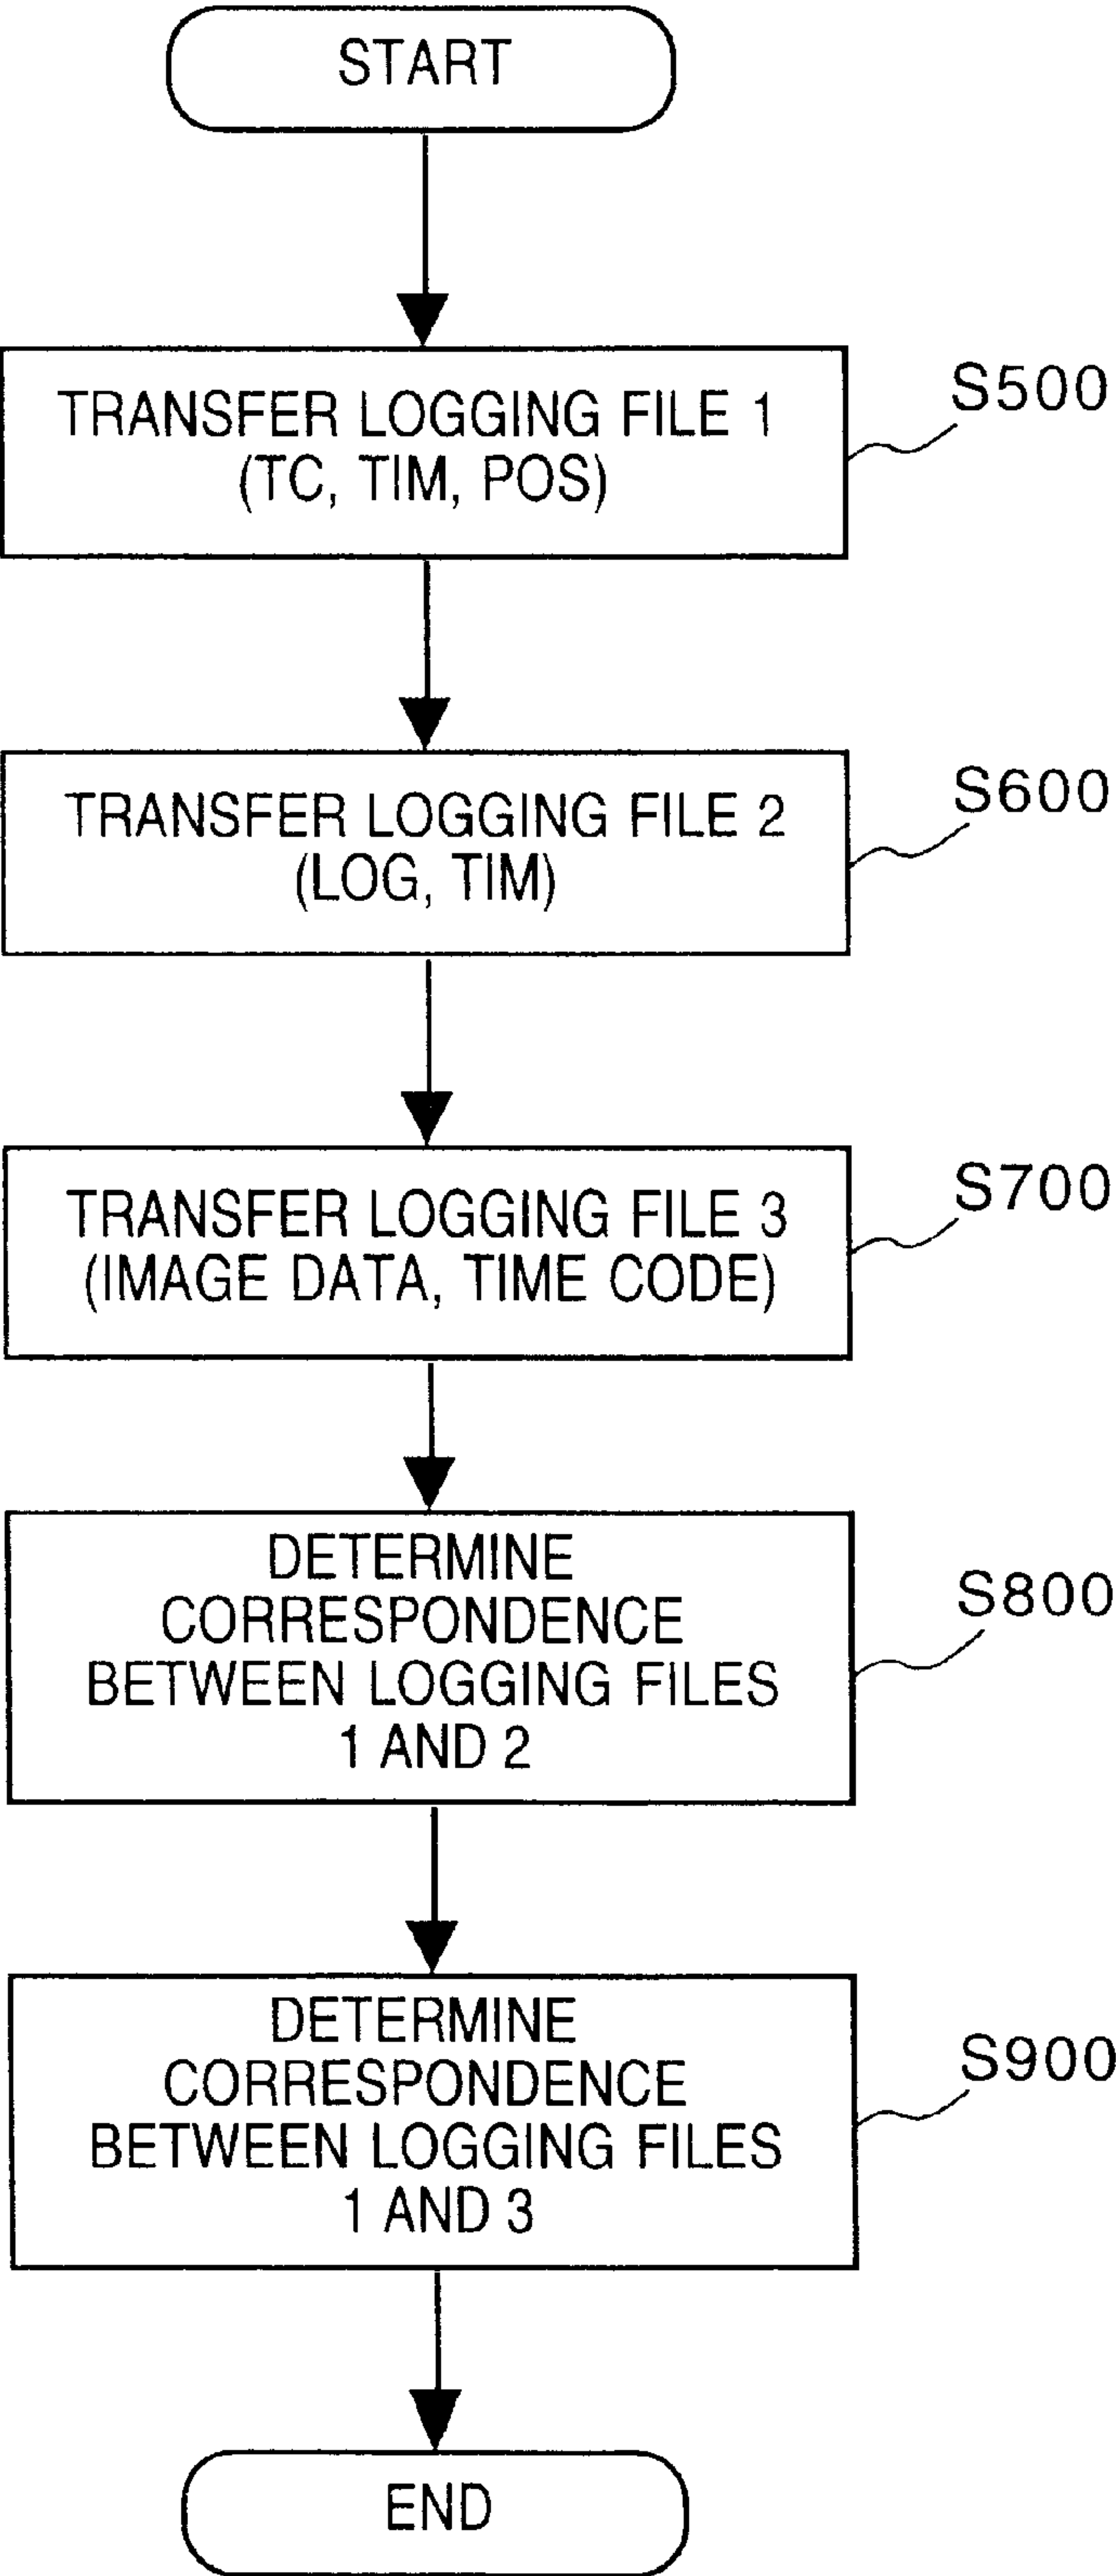 START
TRANSFER LOGGING FILE 1
(TC, TIM, POS)
S500
TRANSFER LOGGING FILE 2
(LOG, TIM)
S600
TRANSFER LOGGING FILE 3
(IMAGE DATA, TIME CODE)
S700
DETERMINE
CORRESPONDENCE
BETWEEN LOGGING FILES
1 AND 2
S800
DETERMINE
CORRESPONDENCE
BETWEEN LOGGING FILES
1 AND 3
S900
END